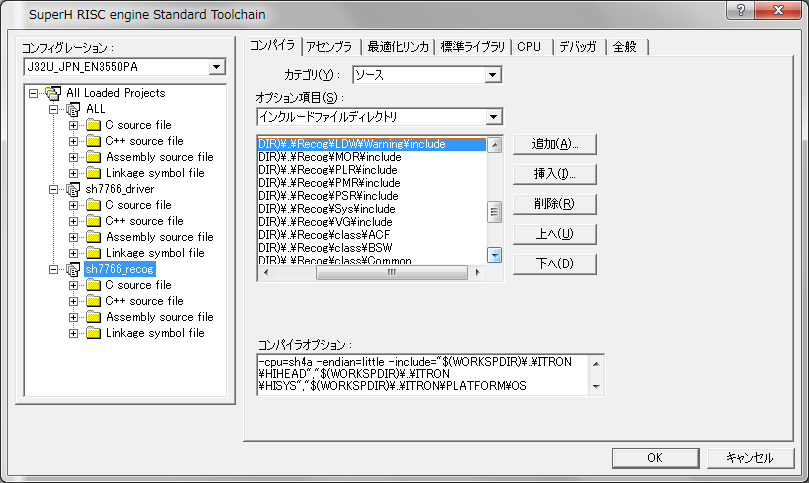 SuperH RISC engine Standard Toolchain
コンフィグレーション :
J32U_JPN_EN3550PA
All Loaded Projects
ALL
C source file
C++ source file
Assembly source file
Linkage symbol file
sh7766_driver
C source file
C++ source file
Assembly source file
Linkage symbol file
sh7766_recog
C source file
C++ source file
Assembly source file
Linkage symbol file
コンパイラ アセンブラ 最適化リンカ 標準ライブラリ CPU デバッガ 全般
カテゴリ(Y) : ソース
オプション項目(S) :
インクルードファイルディレクトリ
DIR)¥.¥Recog¥LDW¥Warning¥include
DIR)¥.¥Recog¥MOR¥include
DIR)¥.¥Recog¥PLR¥include
DIR)¥.¥Recog¥PMR¥include
DIR)¥.¥Recog¥PSR¥include
DIR)¥.¥Recog¥Sys¥include
DIR)¥.¥Recog¥VG¥include
DIR)¥.¥Recog¥class¥ACF
DIR)¥.¥Recog¥class¥BSW
DIR)¥.¥Recog¥class¥Common
追加(A)...
挿入(I)...
削除(R)
上へ(U)
下へ(D)
コンパイラオプション :
-cpu=sh4a -endian=little -include="$(WORKSPDIR)¥.¥ITRON
¥HIHEAD","$(WORKSPDIR)¥.¥ITRON
¥HISYS","$(WORKSPDIR)¥.¥ITRON¥PLATFORM¥OS
OK キャンセル